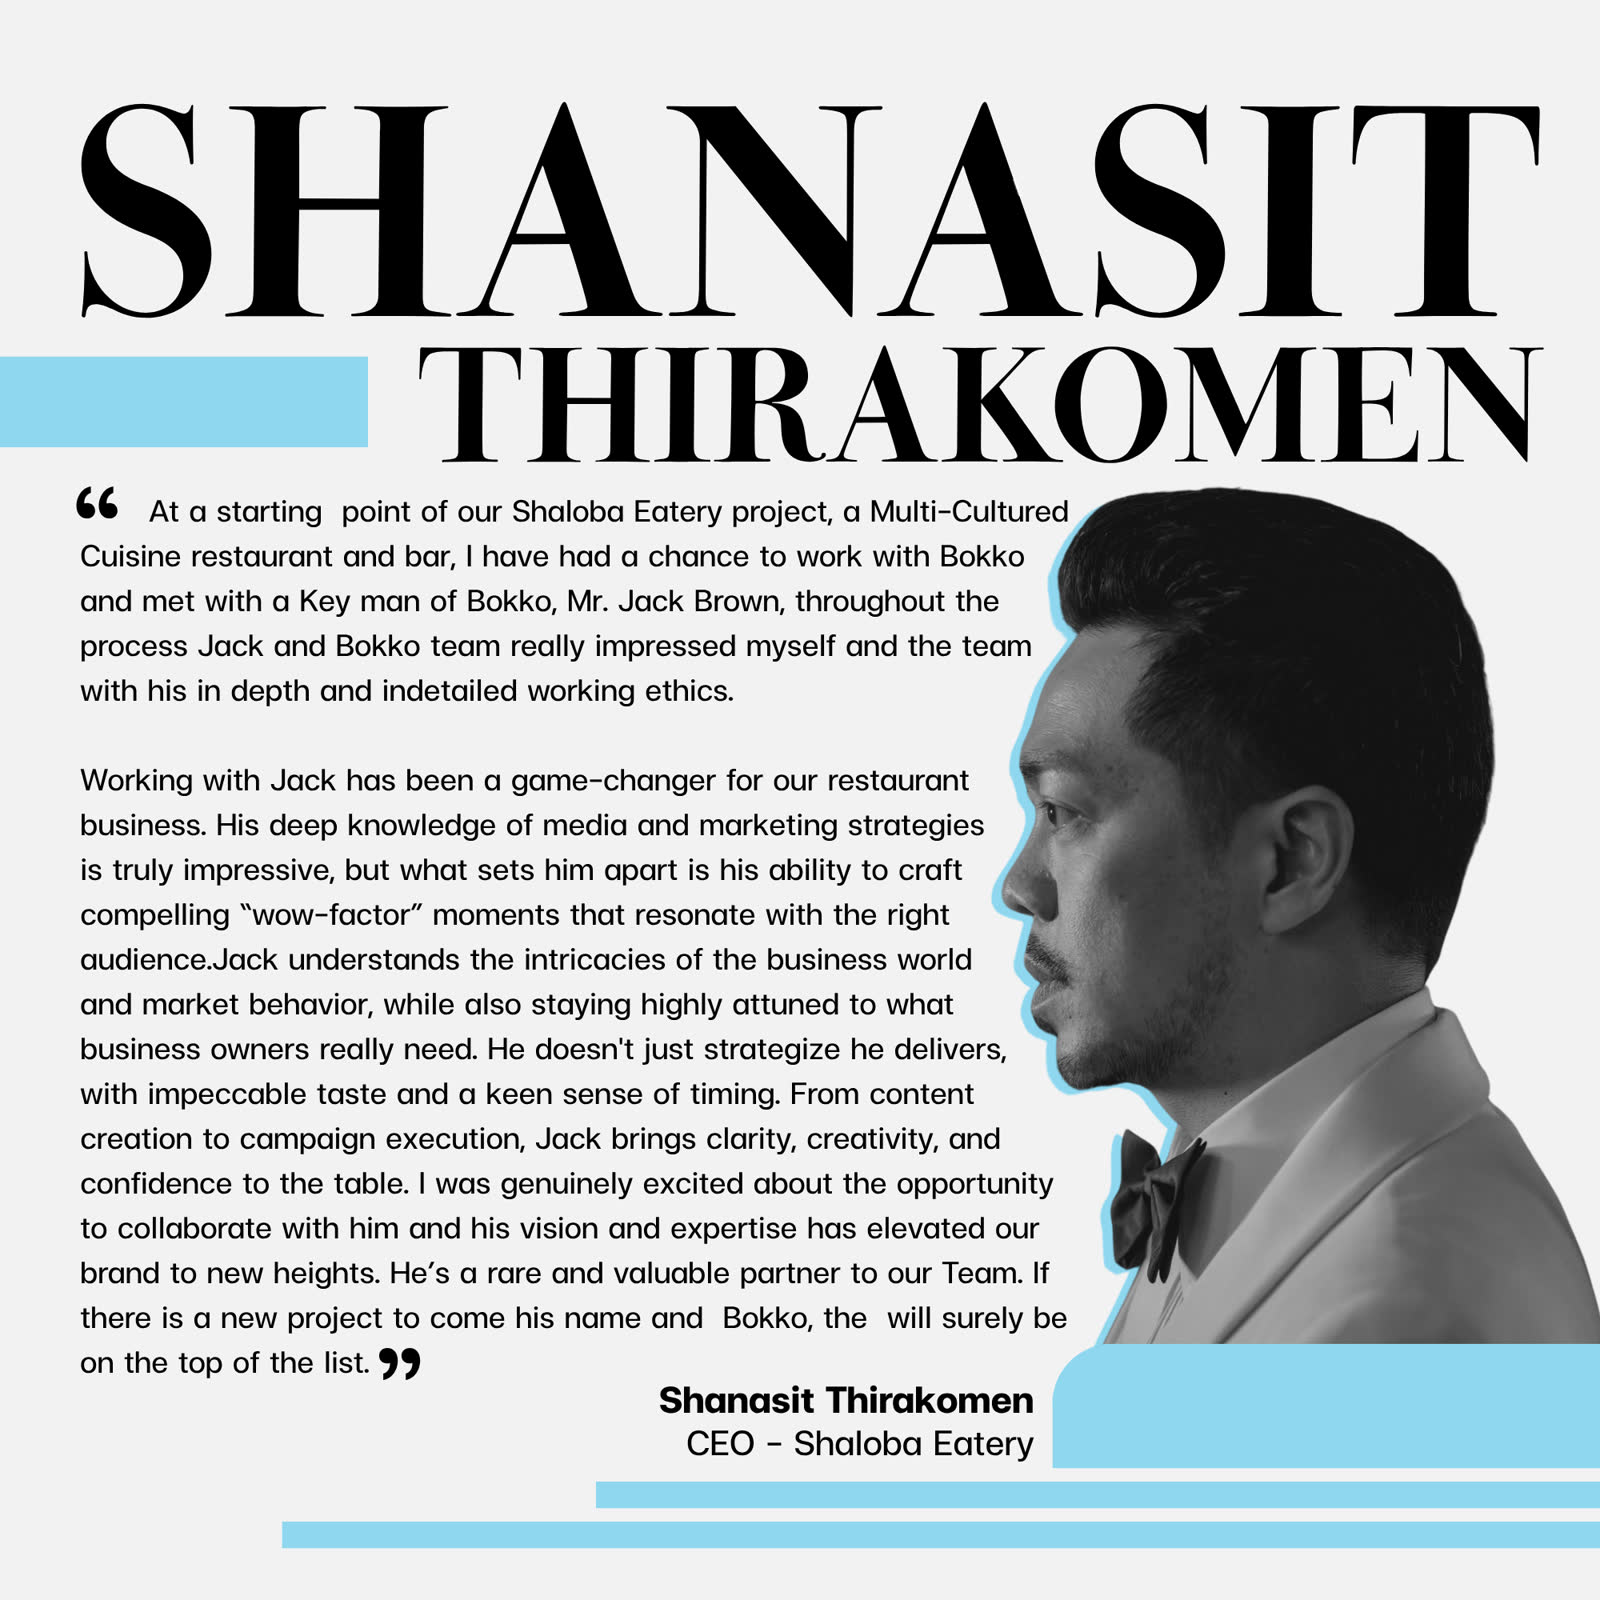 SHANASIT
THIRAKOMEN
“ At a starting point of our Shaloba Eatery project, a Multi-Cultured
Cuisine restaurant and bar, I have had a chance to work with Bokko
and met with a Key man of Bokko, Mr. Jack Brown, throughout the
process Jack and Bokko team really impressed myself and the team
with his in depth and indetailed working ethics.
Working with Jack has been a game-changer for our restaurant
business. His deep knowledge of media and marketing strategies
is truly impressive, but what sets him apart is his ability to craft
compelling “wow-factor” moments that resonate with the right
audience.Jack understands the intricacies of the business world
and market behavior, while also staying highly attuned to what
business owners really need. He doesn't just strategize he delivers,
with impeccable taste and a keen sense of timing. From content
creation to campaign execution, Jack brings clarity, creativity, and
confidence to the table. I was genuinely excited about the opportunity
to collaborate with him and his vision and expertise has elevated our
brand to new heights. He’s a rare and valuable partner to our Team. If
there is a new project to come his name and Bokko, the will surely be
on the top of the list. ”
Shanasit Thirakomen
CEO - Shaloba Eatery